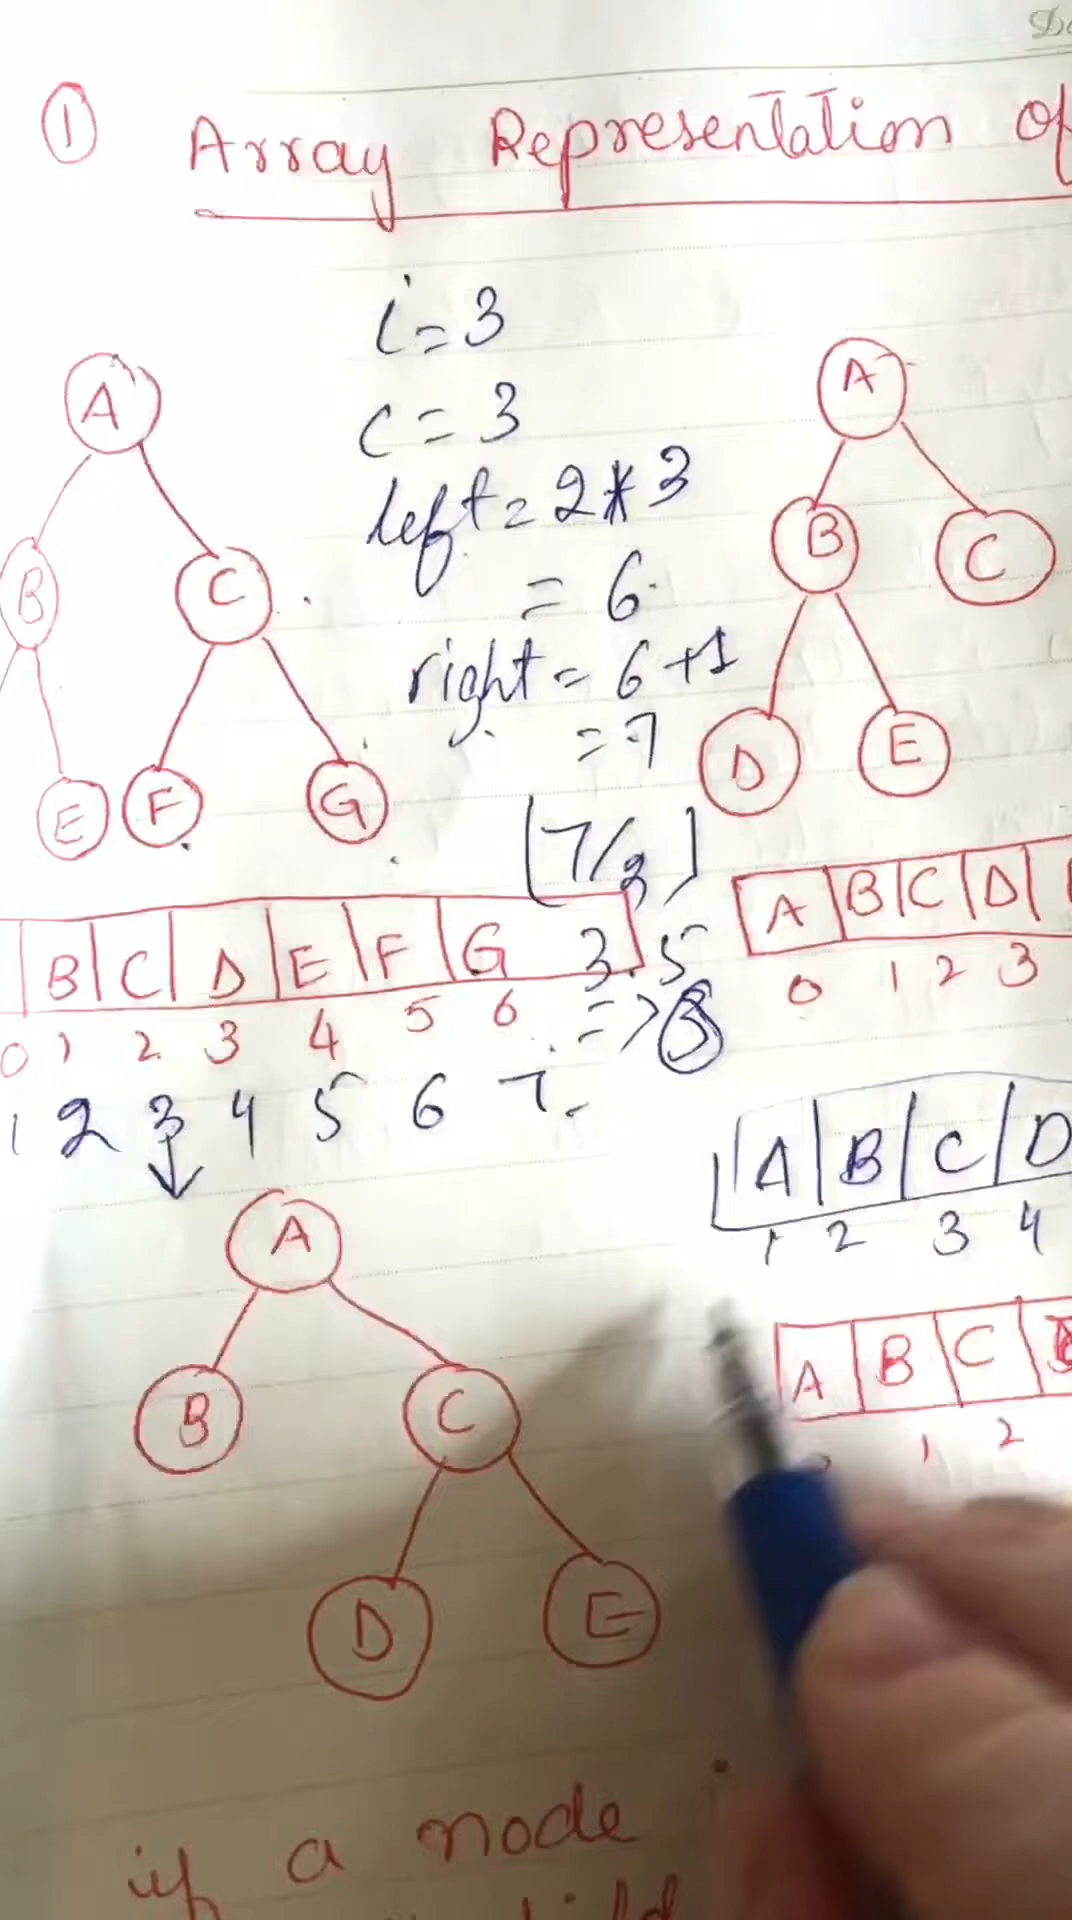 ①
Array Representation of
i = 3
c = 3
left = 2 * 3
= 6
right = 6 + 1
= 7
⌊7/2⌋
3.5
=> 3
A
B C
E F G
A
B C
D E
B C D E F G
0 1 2 3 4 5 6
1 2 3 4 5 6 7
A B C D
0 1 2 3
A B C D
1 2 3 4
A
B C
D E
A B C
1 2
if a node